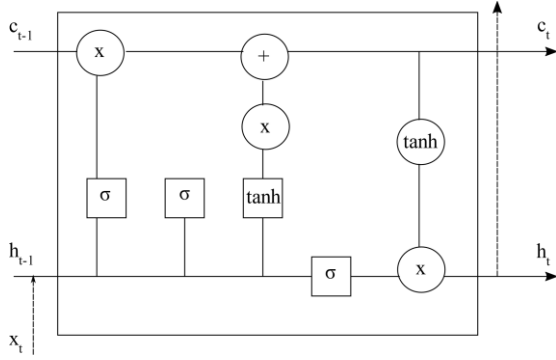 c_{t-1} x + c_t
x
tanh
σ σ tanh
h_{t-1} σ x h_t
x_t